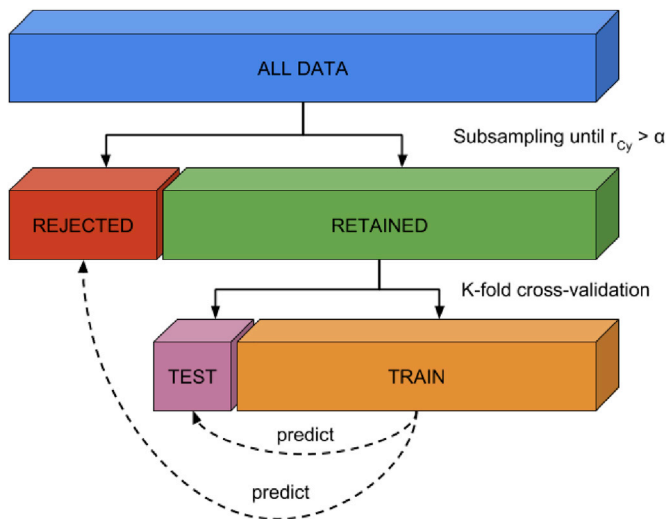 ALL DATA
Subsampling until r_Cy > α
REJECTED
RETAINED
K-fold cross-validation
TEST
TRAIN
predict
predict